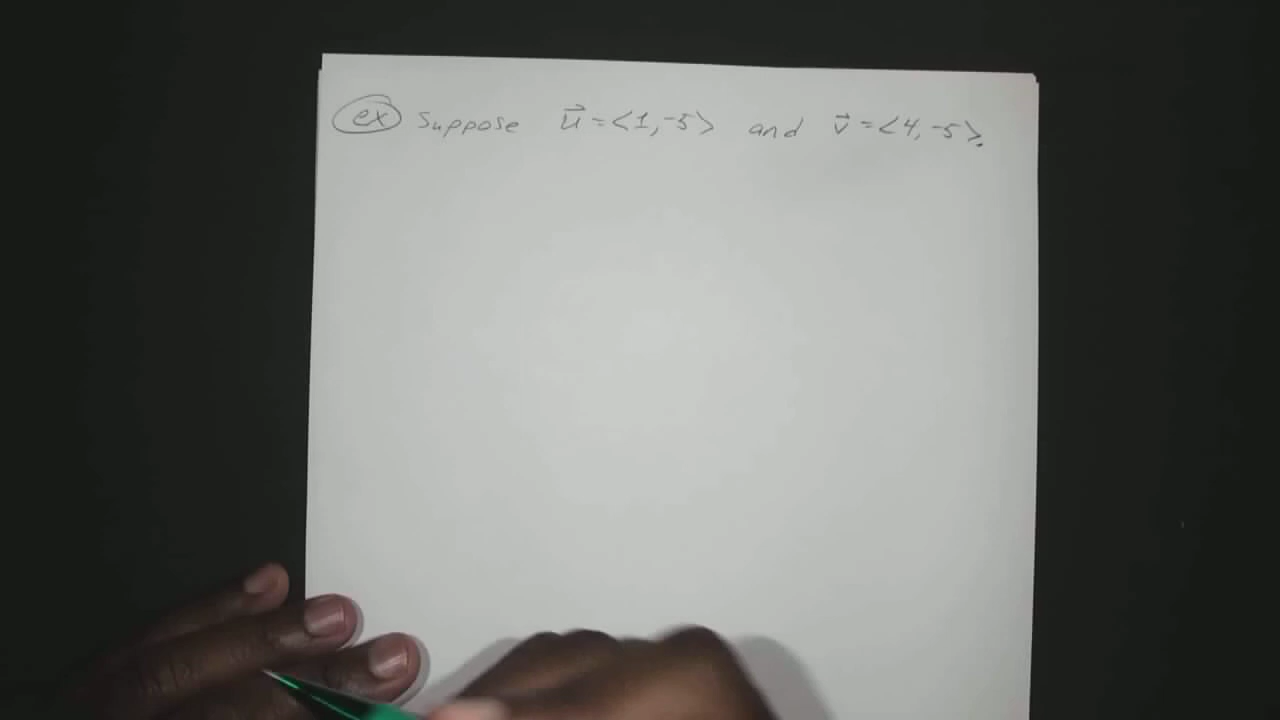 ex Suppose u⃗ = <1, -5> and v⃗ = <4, -5>.